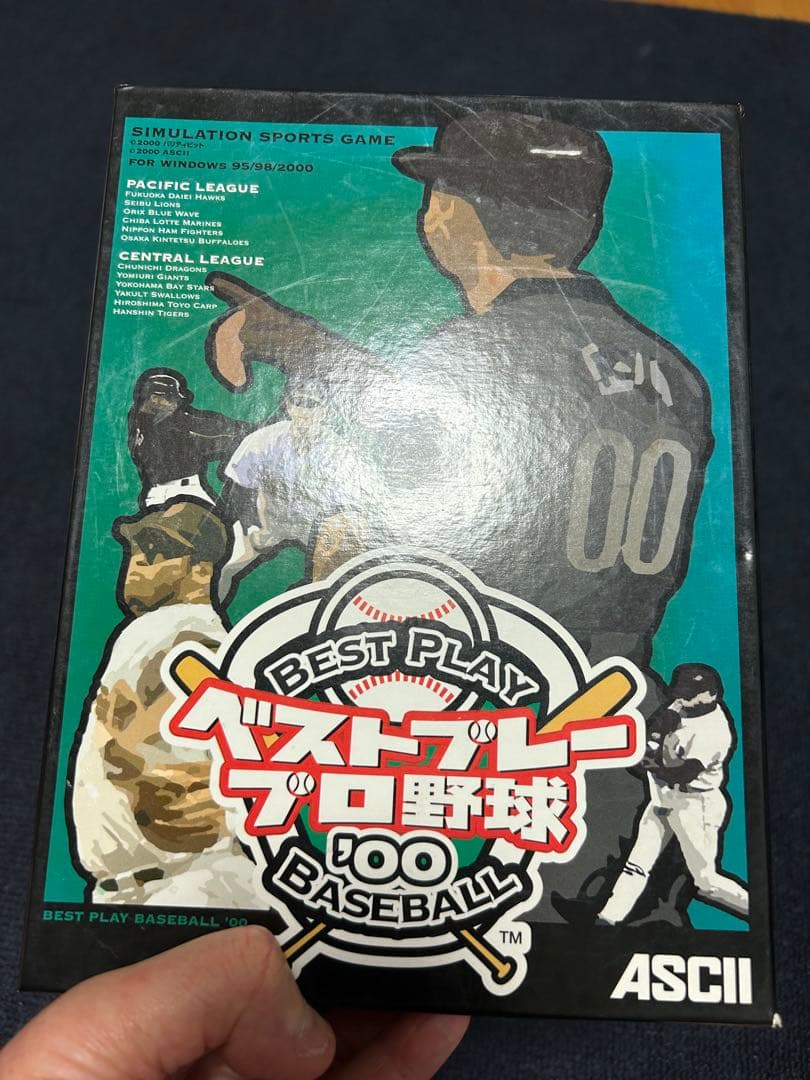 SIMULATION SPORTS GAME
©2000 パリティビット
©2000 ASCII
FOR WINDOWS 95/98/2000
PACIFIC LEAGUE
FUKUOKA DAIEI HAWKS
SEIBU LIONS
ORIX BLUE WAVE
CHIBA LOTTE MARINES
NIPPON HAM FIGHTERS
OSAKA KINTETSU BUFFALOES
CENTRAL LEAGUE
CHUNICHI DRAGONS
YOMIURI GIANTS
YOKOHAMA BAY STARS
YAKULT SWALLOWS
HIROSHIMA TOYO CARP
HANSHIN TIGERS
00
BEST PLAY
ベストプレー
プロ野球
'00
BASEBALL
TM
BEST PLAY BASEBALL '00
ASCII